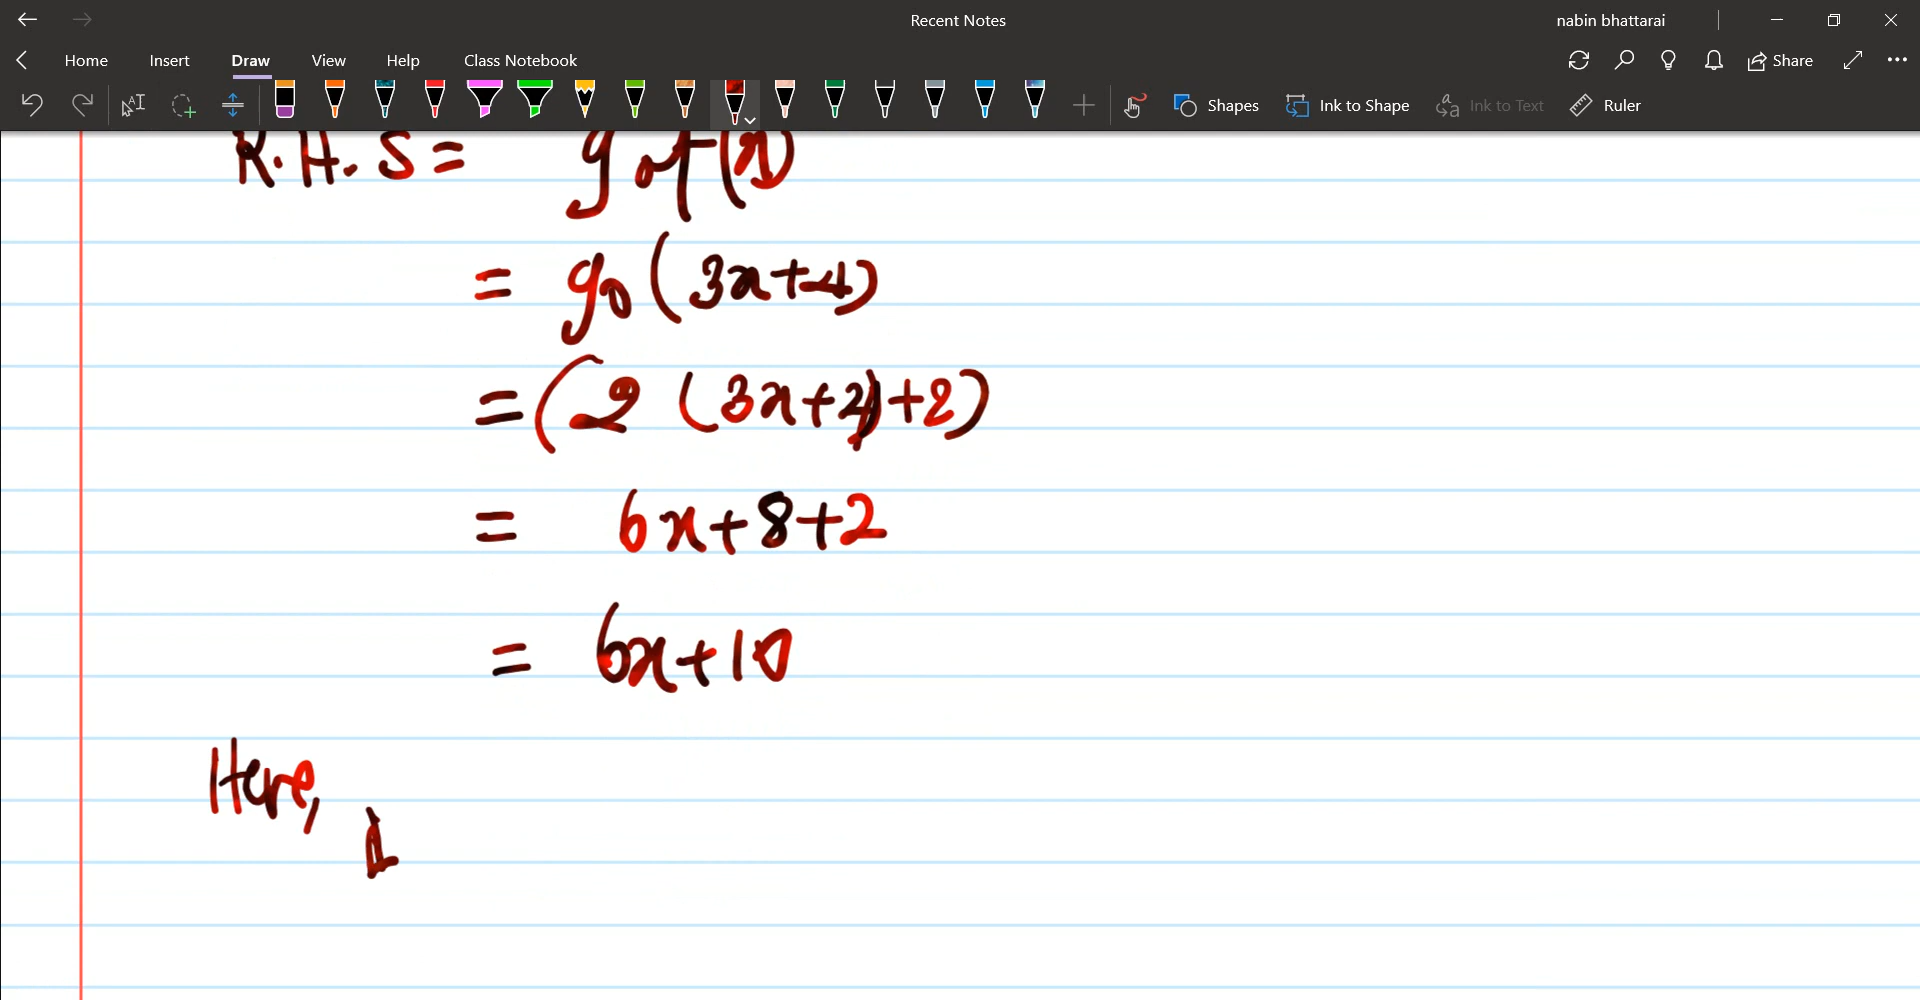 Recent Notes nabin bhattarai
Home Insert Draw View Help Class Notebook Share
Shapes Ink to Shape Ink to Text Ruler
R.H.S = gof(x)
= go(3x+4)
= (2 (3x+4)+2)
= 6x+8+2
= 6x+10
Here,